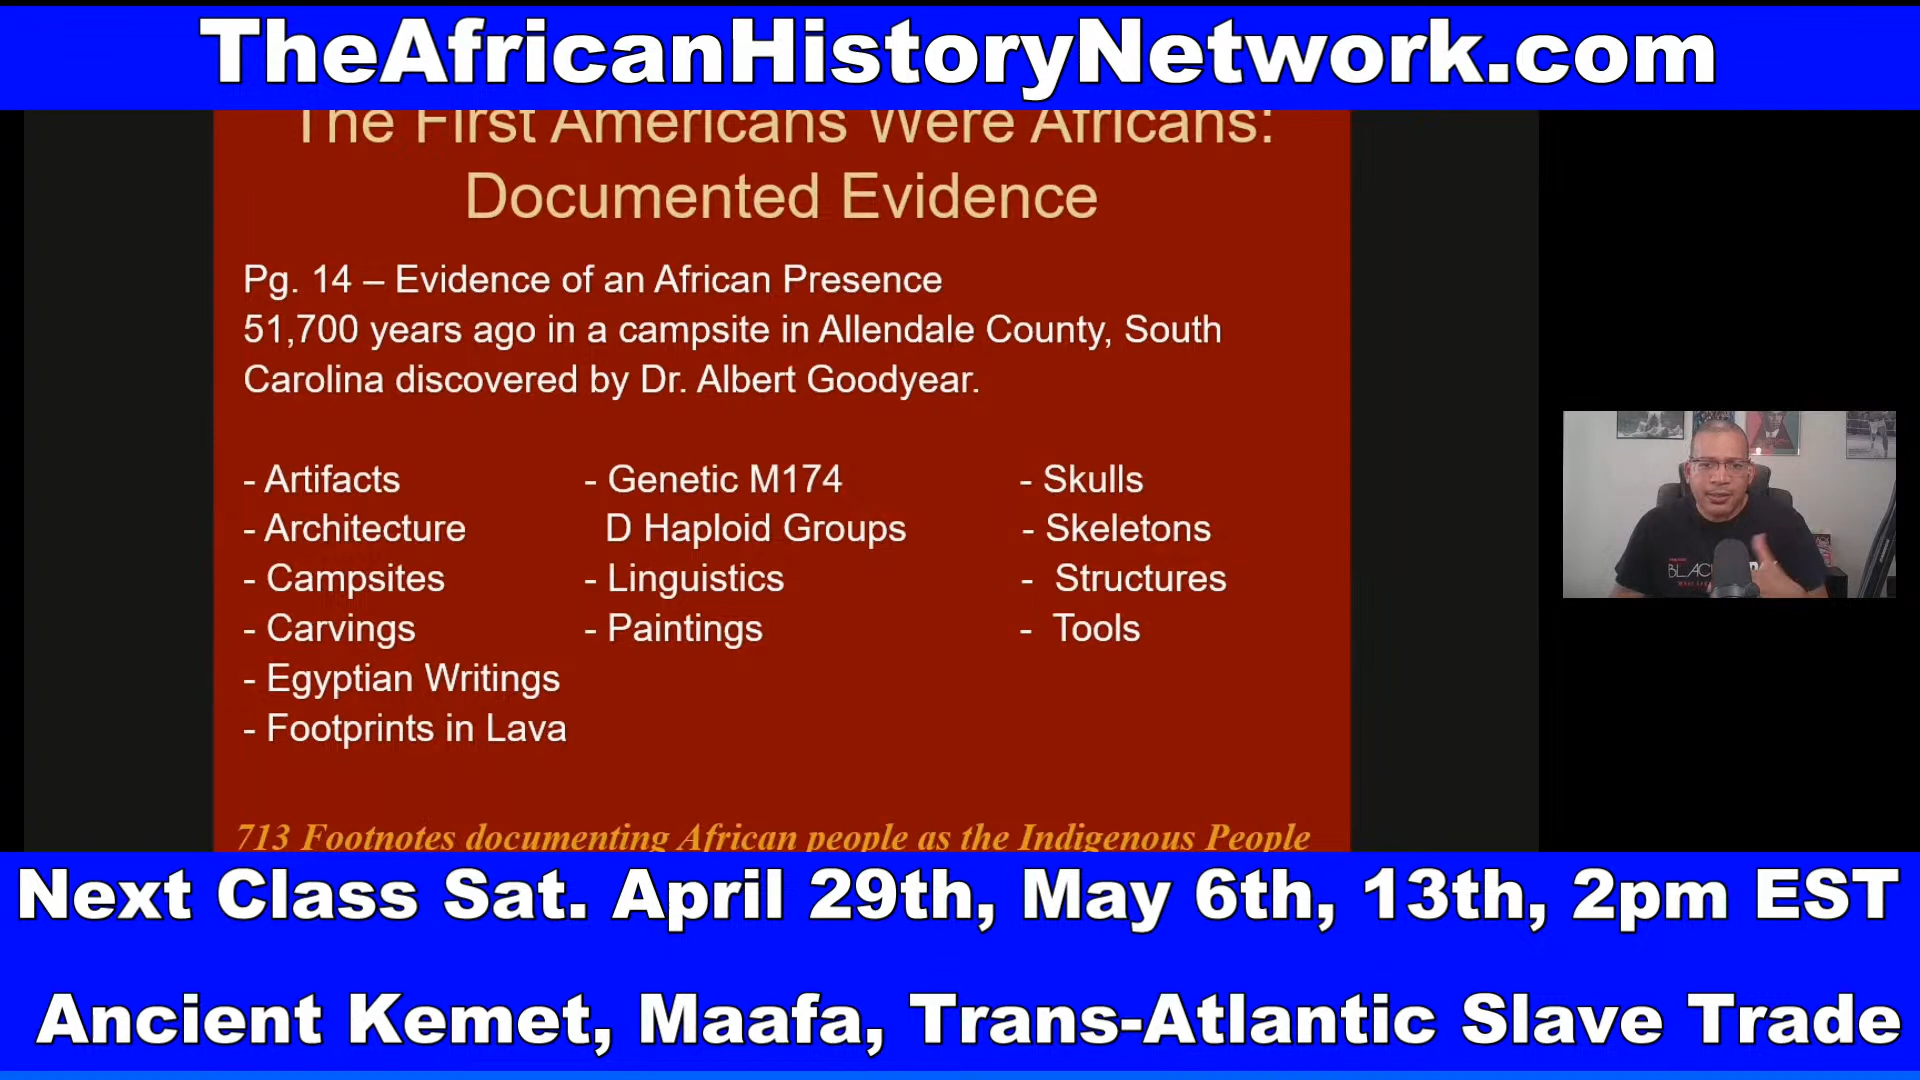 TheAfricanHistoryNetwork.com
The First Americans Were Africans:
Documented Evidence
Pg. 14 – Evidence of an African Presence
51,700 years ago in a campsite in Allendale County, South
Carolina discovered by Dr. Albert Goodyear.
- Artifacts - Genetic M174 - Skulls
- Architecture D Haploid Groups - Skeletons
- Campsites - Linguistics - Structures
- Carvings - Paintings - Tools
- Egyptian Writings
- Footprints in Lava
713 Footnotes documenting African people as the Indigenous People
Next Class Sat. April 29th, May 6th, 13th, 2pm EST
Ancient Kemet, Maafa, Trans-Atlantic Slave Trade